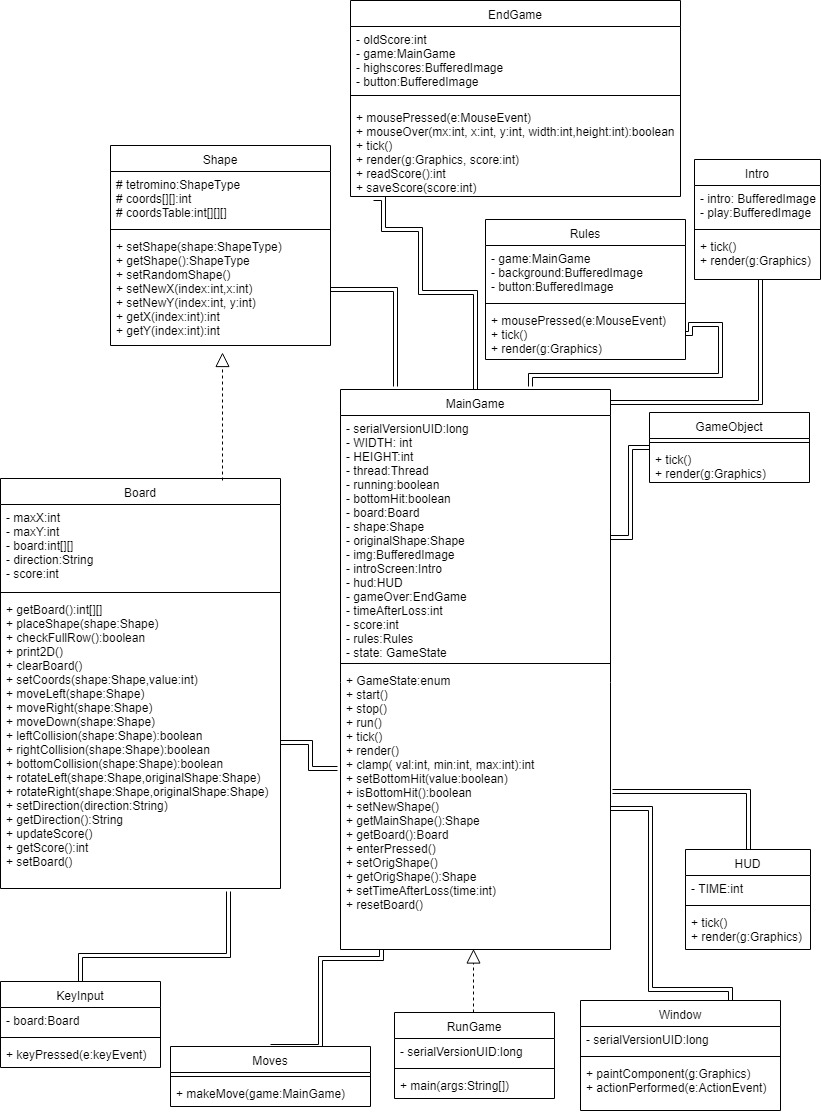 EndGame
- oldScore:int
- game:MainGame
- highscores:BufferedImage
- button:BufferedImage
+ mousePressed(e:MouseEvent)
+ mouseOver(mx:int, x:int, y:int, width:int,height:int):boolean
+ tick()
+ render(g:Graphics, score:int)
+ readScore():int
+ saveScore(score:int)
Shape
# tetromino:ShapeType
# coords[][]:int
# coordsTable:int[][][]
+ setShape(shape:ShapeType)
+ getShape():ShapeType
+ setRandomShape()
+ setNewX(index:int,x:int)
+ setNewY(index:int, y:int)
+ getX(index:int):int
+ getY(index:int):int
Intro
- intro: BufferedImage
- play:BufferedImage
+ tick()
+ render(g:Graphics)
Rules
- game:MainGame
- background:BufferedImage
- button:BufferedImage
+ mousePressed(e:MouseEvent)
+ tick()
+ render(g:Graphics)
MainGame
- serialVersionUID:long
- WIDTH: int
- HEIGHT:int
- thread:Thread
- running:boolean
- bottomHit:boolean
- board:Board
- shape:Shape
- originalShape:Shape
- img:BufferedImage
- introScreen:Intro
- hud:HUD
- gameOver:EndGame
- timeAfterLoss:int
- score:int
- rules:Rules
- state: GameState
+ GameState:enum
+ start()
+ stop()
+ run()
+ tick()
+ render()
+ clamp( val:int, min:int, max:int):int
+ setBottomHit(value:boolean)
+ isBottomHit():boolean
+ setNewShape()
+ getMainShape():Shape
+ getBoard():Board
+ enterPressed()
+ setOrigShape()
+ getOrigShape():Shape
+ setTimeAfterLoss(time:int)
+ resetBoard()
GameObject
+ tick()
+ render(g:Graphics)
Board
- maxX:int
- maxY:int
- board:int[][]
- direction:String
- score:int
+ getBoard():int[][]
+ placeShape(shape:Shape)
+ checkFullRow():boolean
+ print2D()
+ clearBoard()
+ setCoords(shape:Shape,value:int)
+ moveLeft(shape:Shape)
+ moveRight(shape:Shape)
+ moveDown(shape:Shape)
+ leftCollision(shape:Shape):boolean
+ rightCollision(shape:Shape):boolean
+ bottomCollision(shape:Shape):boolean
+ rotateLeft(shape:Shape,originalShape:Shape)
+ rotateRight(shape:Shape,originalShape:Shape)
+ setDirection(direction:String)
+ getDirection():String
+ updateScore()
+ getScore():int
+ setBoard()
HUD
- TIME:int
+ tick()
+ render(g:Graphics)
KeyInput
- board:Board
+ keyPressed(e:keyEvent)
Moves
+ makeMove(game:MainGame)
RunGame
- serialVersionUID:long
+ main(args:String[])
Window
- serialVersionUID:long
+ paintComponent(g:Graphics)
+ actionPerformed(e:ActionEvent)